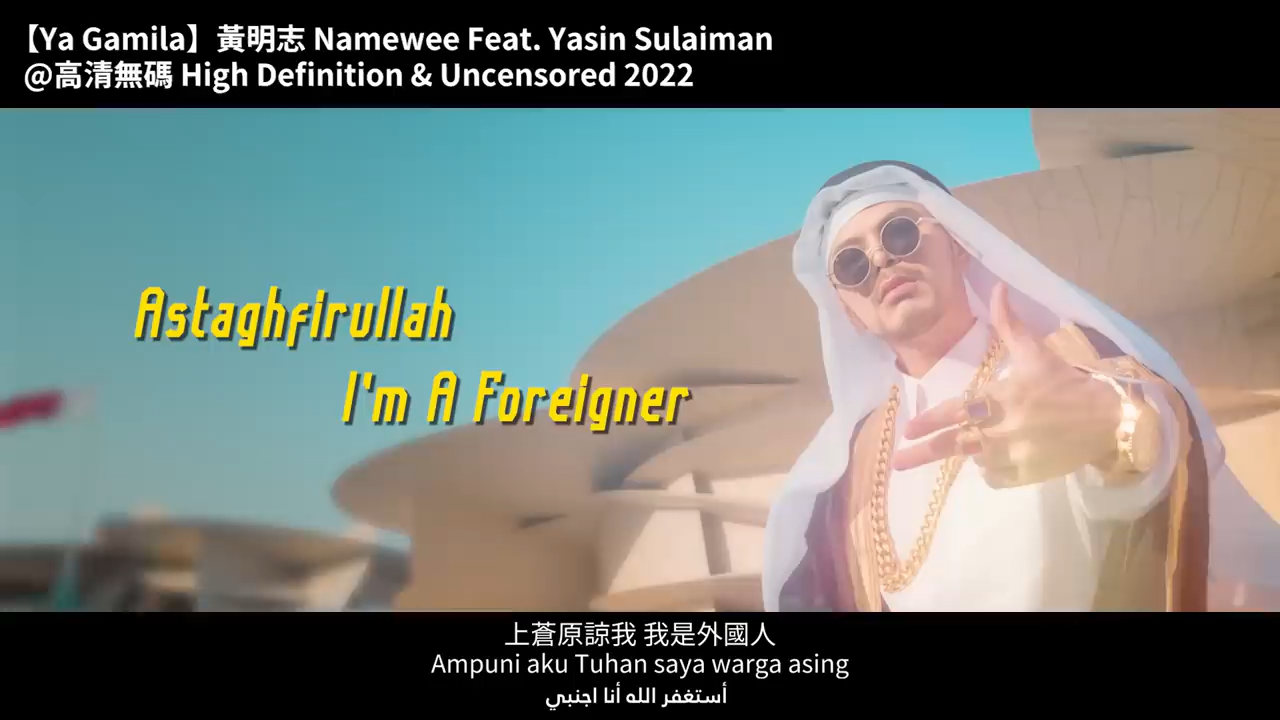 【Ya Gamila】黃明志 Namewee Feat. Yasin Sulaiman
@高清無碼 High Definition & Uncensored 2022
Astaghfirullah
I'm A Foreigner
上蒼原諒我 我是外國人
Ampuni aku Tuhan saya warga asing
أستغفر الله أنا اجنبي